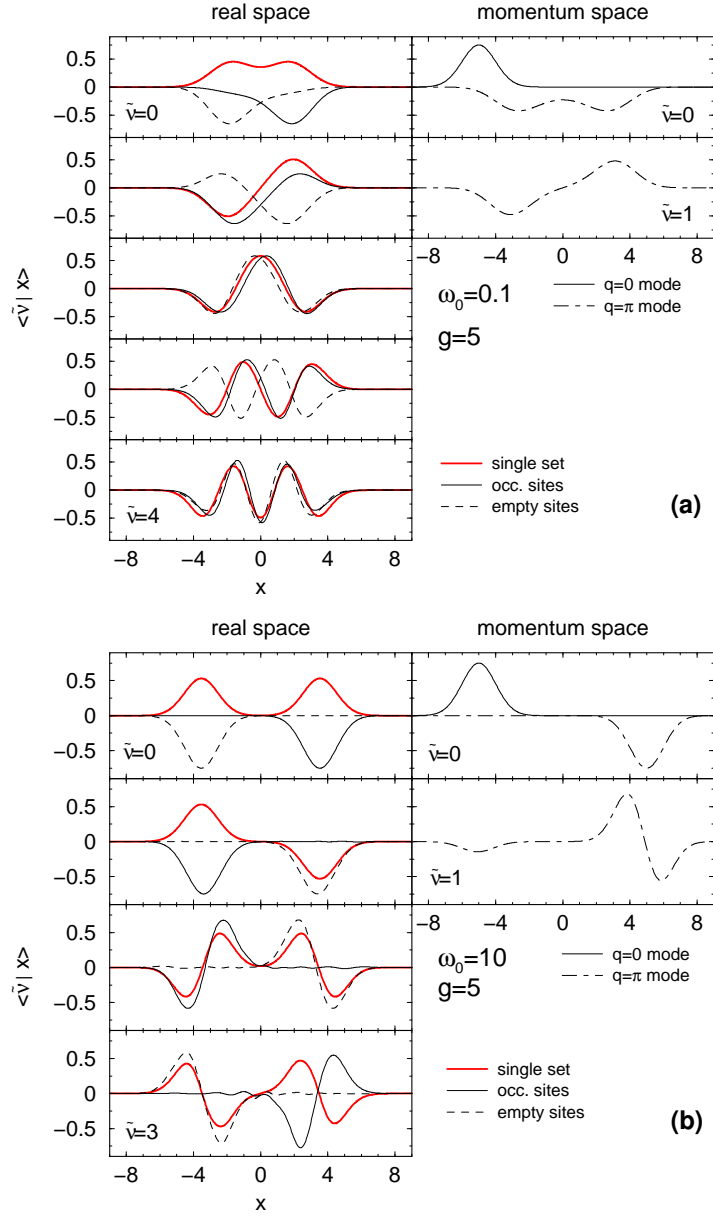 real space momentum space
0.5
0
−0.5
ν̃=0 ν̃=0
0.5
0
−0.5
ν̃=1
0.5
0
−0.5
−8 −4 0 4 8
ω₀=0.1
g=5
q=0 mode
q=π mode
<ν̃ | x>
0.5
0
−0.5
0.5
0
−0.5
ν̃=4
single set
occ. sites
empty sites
(a)
−8 −4 0 4 8
x
real space momentum space
0.5
0
−0.5
ν̃=0 ν̃=0
0.5
0
−0.5
ν̃=1
0.5
0
−0.5
−8 −4 0 4 8
ω₀=10
g=5
q=0 mode
q=π mode
<ν̃ | x>
0.5
0
−0.5
ν̃=3
single set
occ. sites
empty sites
(b)
−8 −4 0 4 8
x